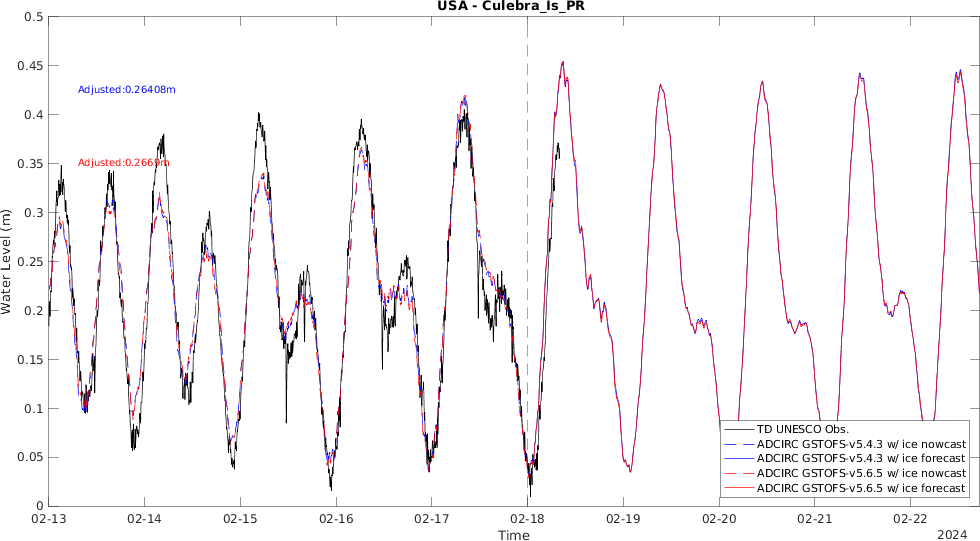 USA - Culebra_Is_PR
0.5
0.45
0.4
0.35
0.3
0.25
0.2
0.15
0.1
0.05
0
Water Level (m)
Adjusted:0.26408m
Adjusted:0.2669m
TD UNESCO Obs.
ADCIRC GSTOFS-v5.4.3 w/ ice nowcast
ADCIRC GSTOFS-v5.4.3 w/ ice forecast
ADCIRC GSTOFS-v5.6.5 w/ ice nowcast
ADCIRC GSTOFS-v5.6.5 w/ ice forecast
02-13 02-14 02-15 02-16 02-17 02-18 02-19 02-20 02-21 02-22
Time
2024